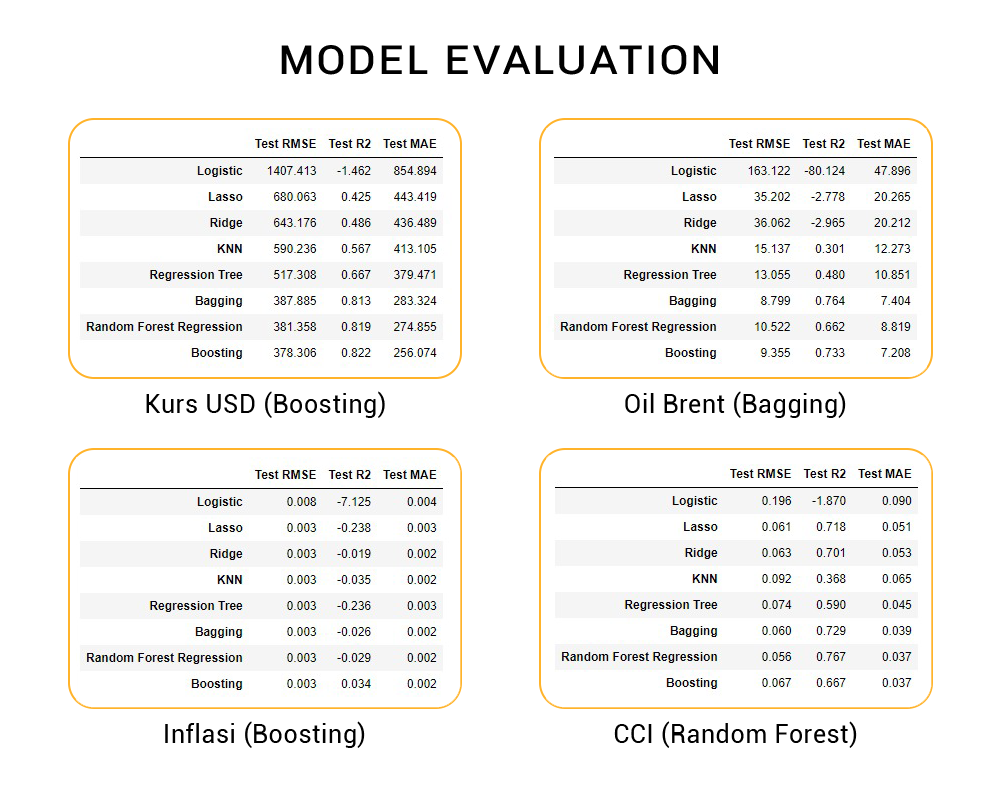 MODEL EVALUATION
Test RMSE Test R2 Test MAE
Logistic 1407.413 -1.462 854.894
Lasso 680.063 0.425 443.419
Ridge 643.176 0.486 436.489
KNN 590.236 0.567 413.105
Regression Tree 517.308 0.667 379.471
Bagging 387.885 0.813 283.324
Random Forest Regression 381.358 0.819 274.855
Boosting 378.306 0.822 256.074
Kurs USD (Boosting)
Test RMSE Test R2 Test MAE
Logistic 163.122 -80.124 47.896
Lasso 35.202 -2.778 20.265
Ridge 36.062 -2.965 20.212
KNN 15.137 0.301 12.273
Regression Tree 13.055 0.480 10.851
Bagging 8.799 0.764 7.404
Random Forest Regression 10.522 0.662 8.819
Boosting 9.355 0.733 7.208
Oil Brent (Bagging)
Test RMSE Test R2 Test MAE
Logistic 0.008 -7.125 0.004
Lasso 0.003 -0.238 0.003
Ridge 0.003 -0.019 0.002
KNN 0.003 -0.035 0.002
Regression Tree 0.003 -0.236 0.003
Bagging 0.003 -0.026 0.002
Random Forest Regression 0.003 -0.029 0.002
Boosting 0.003 0.034 0.002
Inflasi (Boosting)
Test RMSE Test R2 Test MAE
Logistic 0.196 -1.870 0.090
Lasso 0.061 0.718 0.051
Ridge 0.063 0.701 0.053
KNN 0.092 0.368 0.065
Regression Tree 0.074 0.590 0.045
Bagging 0.060 0.729 0.039
Random Forest Regression 0.056 0.767 0.037
Boosting 0.067 0.667 0.037
CCI (Random Forest)